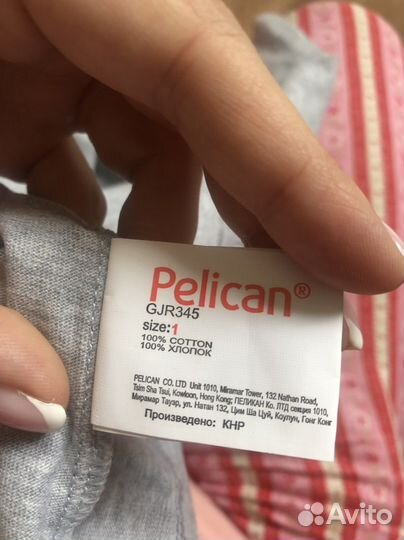 Pelican®
GJR345
size:1
100% COTTON
100% ХЛОПОК
PELICAN CO. LTD Unit 1010, Miramar Tower, 132 Nathan Road,
Tsim Sha Tsui, Kowloon, Hong Kong; ПЕЛИКАН Ко. ЛТД секция 1010,
Мирамар Тауэр, ул. Натан 132, Цим Ша Цуй, Коулун, Гонг Конг
Произведено: КНР
Avito